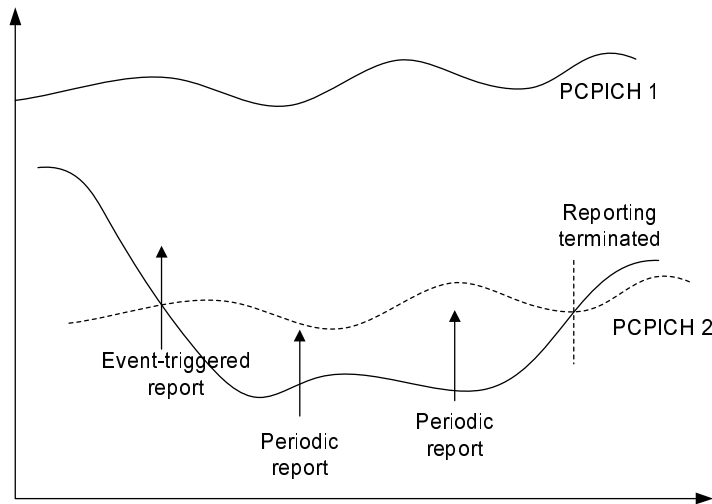 PCPICH 1
Reporting
terminated
PCPICH 2
Event-triggered
report
Periodic
report
Periodic
report